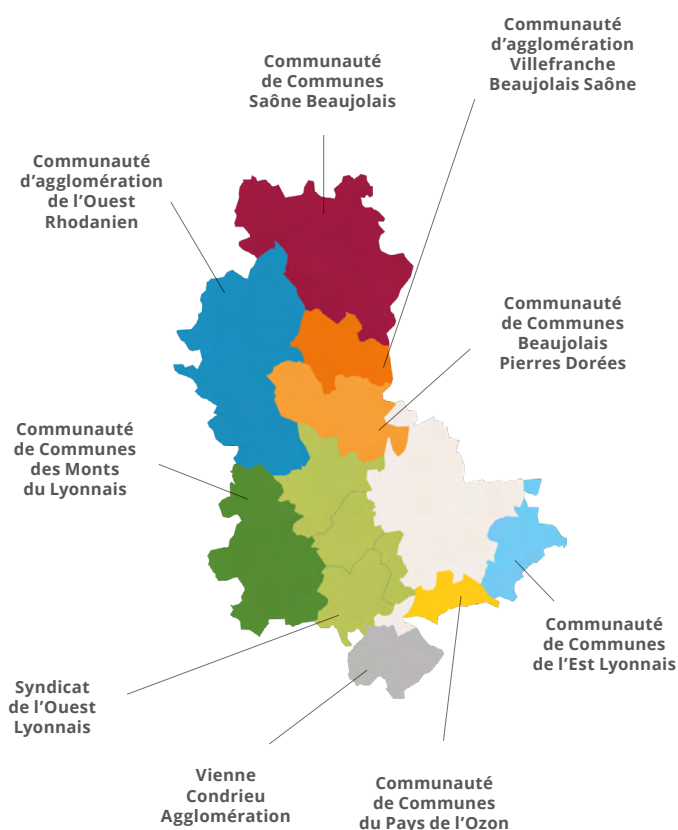 Communauté
d'agglomération
Villefranche
Beaujolais Saône
Communauté
de Communes
Saône Beaujolais
Communauté
d'agglomération
de l'Ouest
Rhodanien
Communauté
de Communes
Beaujolais
Pierres Dorées
Communauté
de Communes
des Monts
du Lyonnais
Communauté
de Communes
de l'Est Lyonnais
Syndicat
de l'Ouest
Lyonnais
Vienne
Condrieu
Agglomération
Communauté
de Communes
du Pays de l'Ozon